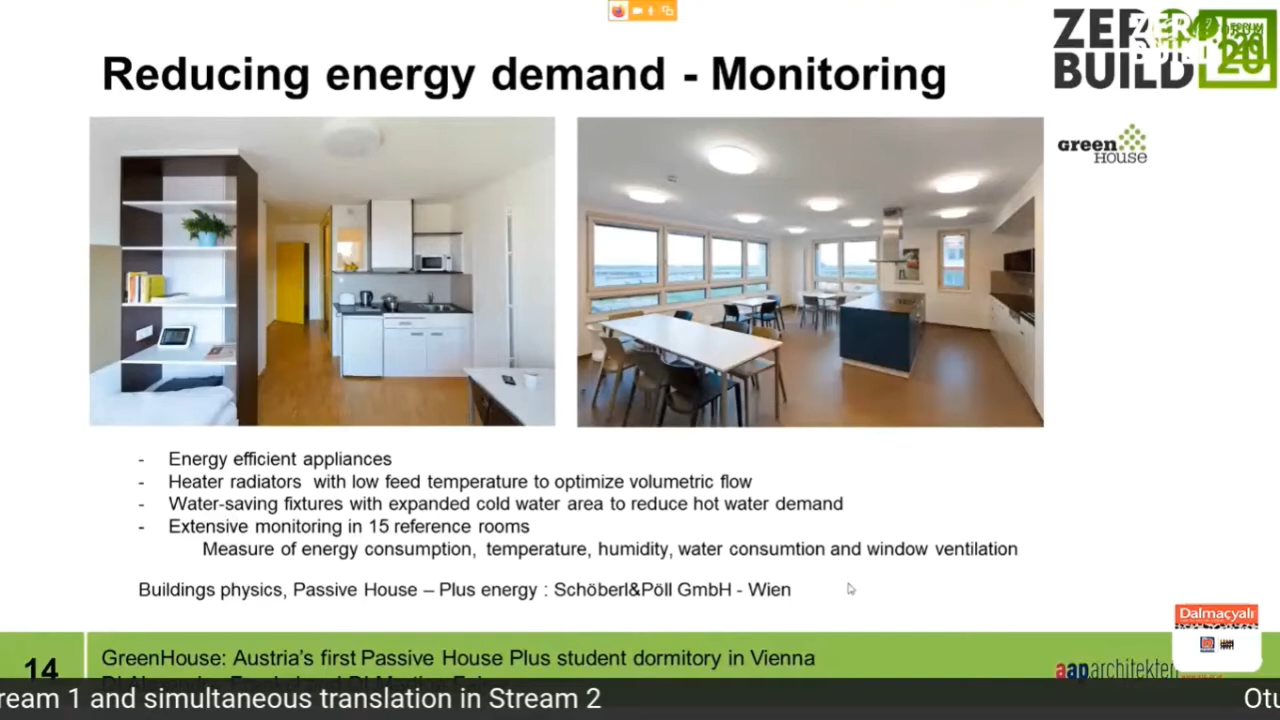 Reducing energy demand - Monitoring
ZERO
BUILD
20
green
HOUSE
- Energy efficient appliances
- Heater radiators with low feed temperature to optimize volumetric flow
- Water-saving fixtures with expanded cold water area to reduce hot water demand
- Extensive monitoring in 15 reference rooms
Measure of energy consumption, temperature, humidity, water consumtion and window ventilation
Buildings physics, Passive House – Plus energy : Schöberl&Pöll GmbH - Wien
Dalmaçyalı
14
GreenHouse: Austria's first Passive House Plus student dormitory in Vienna
aaparchitekten
ream 1 and simultaneous translation in Stream 2
Otu